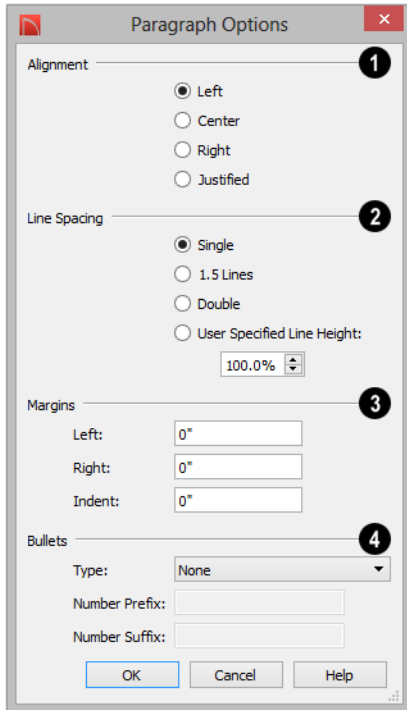 Paragraph Options
Alignment 1
Left
Center
Right
Justified
Line Spacing 2
Single
1.5 Lines
Double
User Specified Line Height:
100.0%
Margins 3
Left: 0"
Right: 0"
Indent: 0"
Bullets 4
Type: None
Number Prefix:
Number Suffix:
OK Cancel Help